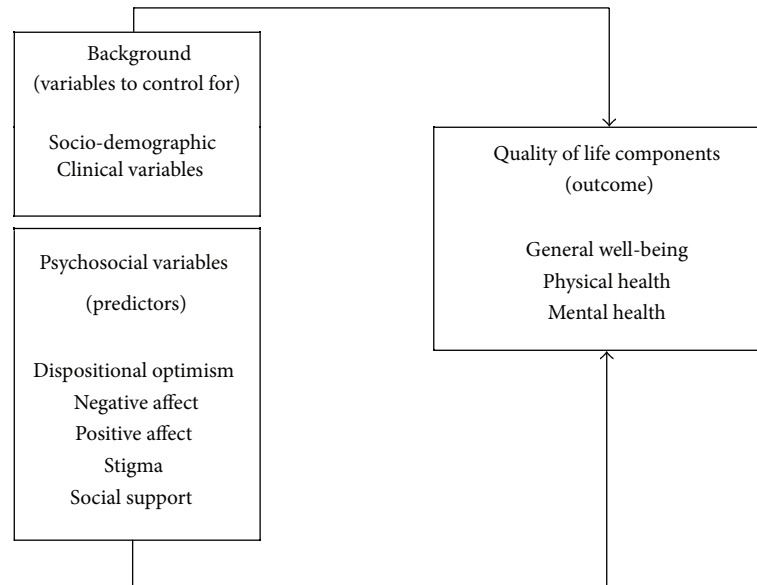 Background
(variables to control for)
Socio-demographic
Clinical variables
Psychosocial variables
(predictors)
Dispositional optimism
Negative affect
Positive affect
Stigma
Social support
Quality of life components
(outcome)
General well-being
Physical health
Mental health